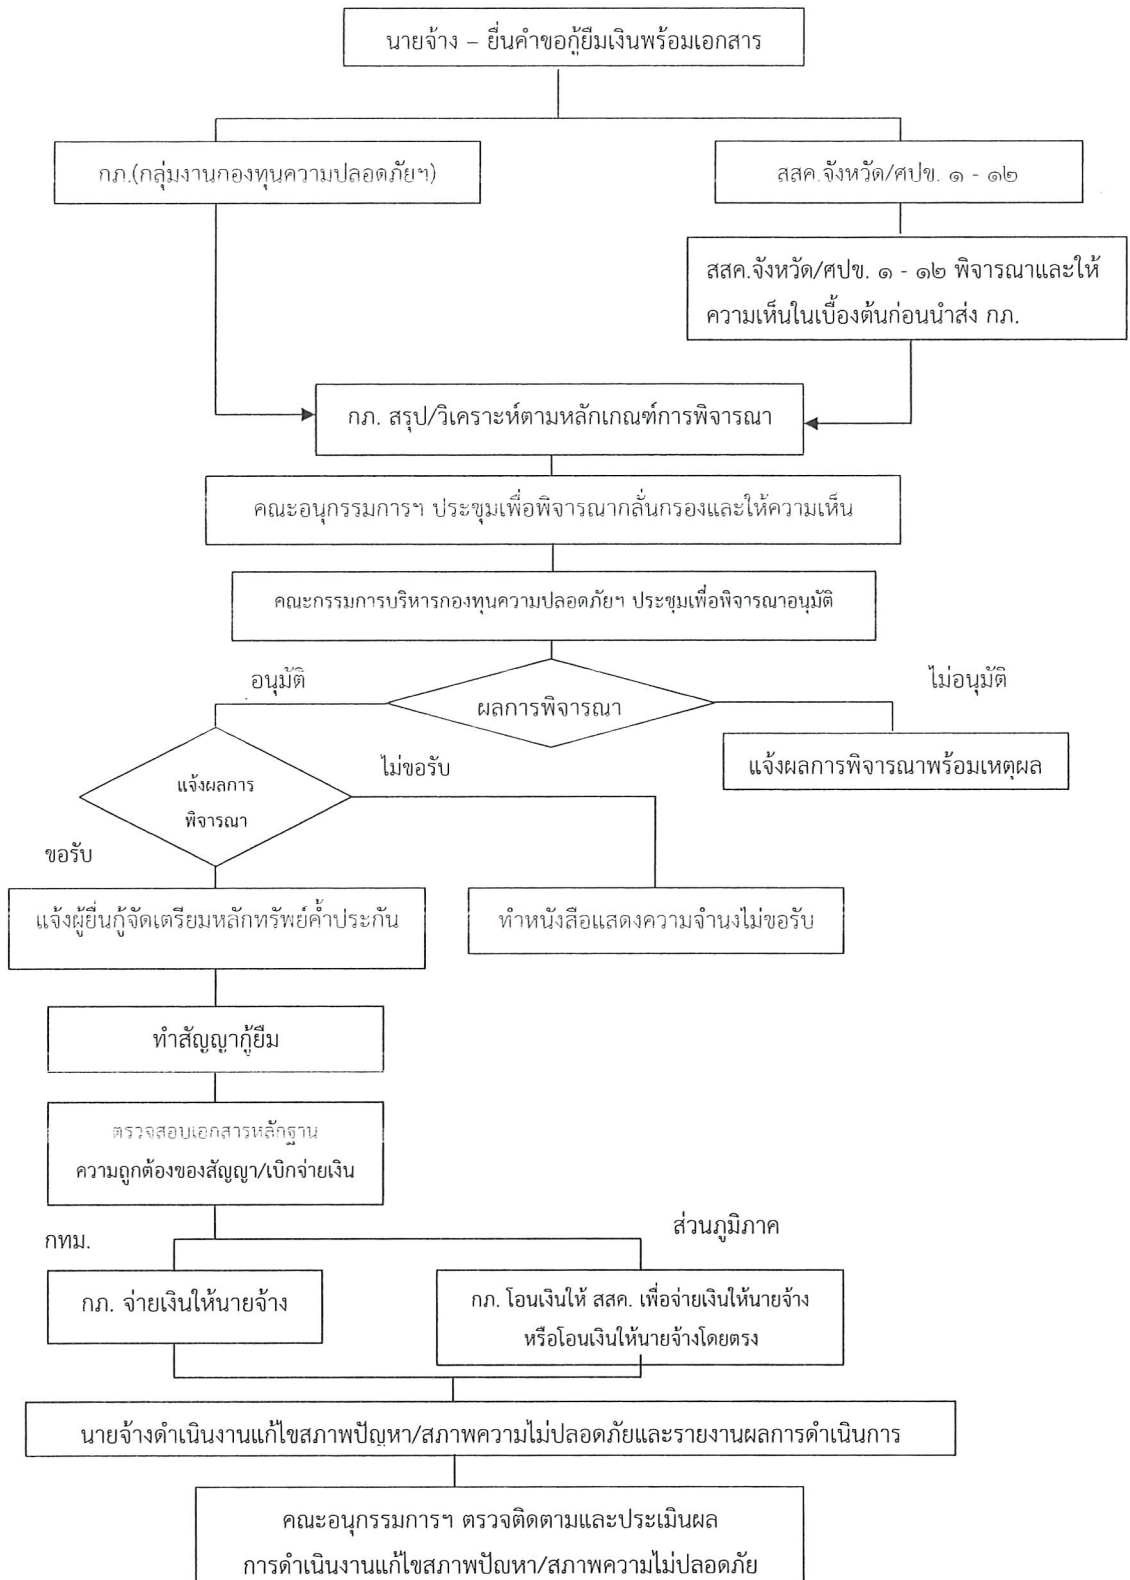 นายจ้าง – ยื่นคำขอกู้ยืมเงินพร้อมเอกสาร
กภ.(กลุ่มงานกองทุนความปลอดภัยฯ)
สสค.จังหวัด/ศปข. ๑ - ๑๒
สสค.จังหวัด/ศปข. ๑ - ๑๒ พิจารณาและให้
ความเห็นในเบื้องต้นก่อนนำส่ง กภ.
กภ. สรุป/วิเคราะห์ตามหลักเกณฑ์การพิจารณา
คณะอนุกรรมการฯ ประชุมเพื่อพิจารณากลั่นกรองและให้ความเห็น
คณะกรรมการบริหารกองทุนความปลอดภัยฯ ประชุมเพื่อพิจารณาอนุมัติ
อนุมัติ
ผลการพิจารณา
ไม่อนุมัติ
แจ้งผลการพิจารณาพร้อมเหตุผล
แจ้งผลการ
พิจารณา
ไม่ขอรับ
ขอรับ
แจ้งผู้ยื่นกู้จัดเตรียมหลักทรัพย์ค้ำประกัน
ทำหนังสือแสดงความจำนงไม่ขอรับ
ทำสัญญากู้ยืม
ตรวจสอบเอกสารหลักฐาน
ความถูกต้องของสัญญา/เบิกจ่ายเงิน
กทม.
ส่วนภูมิภาค
กภ. จ่ายเงินให้นายจ้าง
กภ. โอนเงินให้ สสค. เพื่อจ่ายเงินให้นายจ้าง
หรือโอนเงินให้นายจ้างโดยตรง
นายจ้างดำเนินงานแก้ไขสภาพปัญหา/สภาพความไม่ปลอดภัยและรายงานผลการดำเนินการ
คณะอนุกรรมการฯ ตรวจติดตามและประเมินผล
การดำเนินงานแก้ไขสภาพปัญหา/สภาพความไม่ปลอดภัย